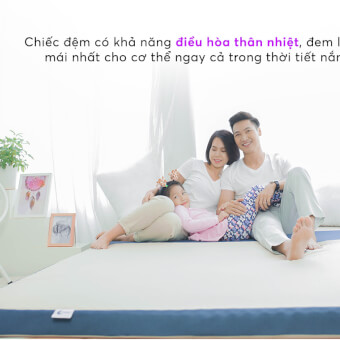 Chiếc đệm có khả năng điều hòa thân nhiệt, đem l
mái nhất cho cơ thể ngay cả trong thời tiết nắn